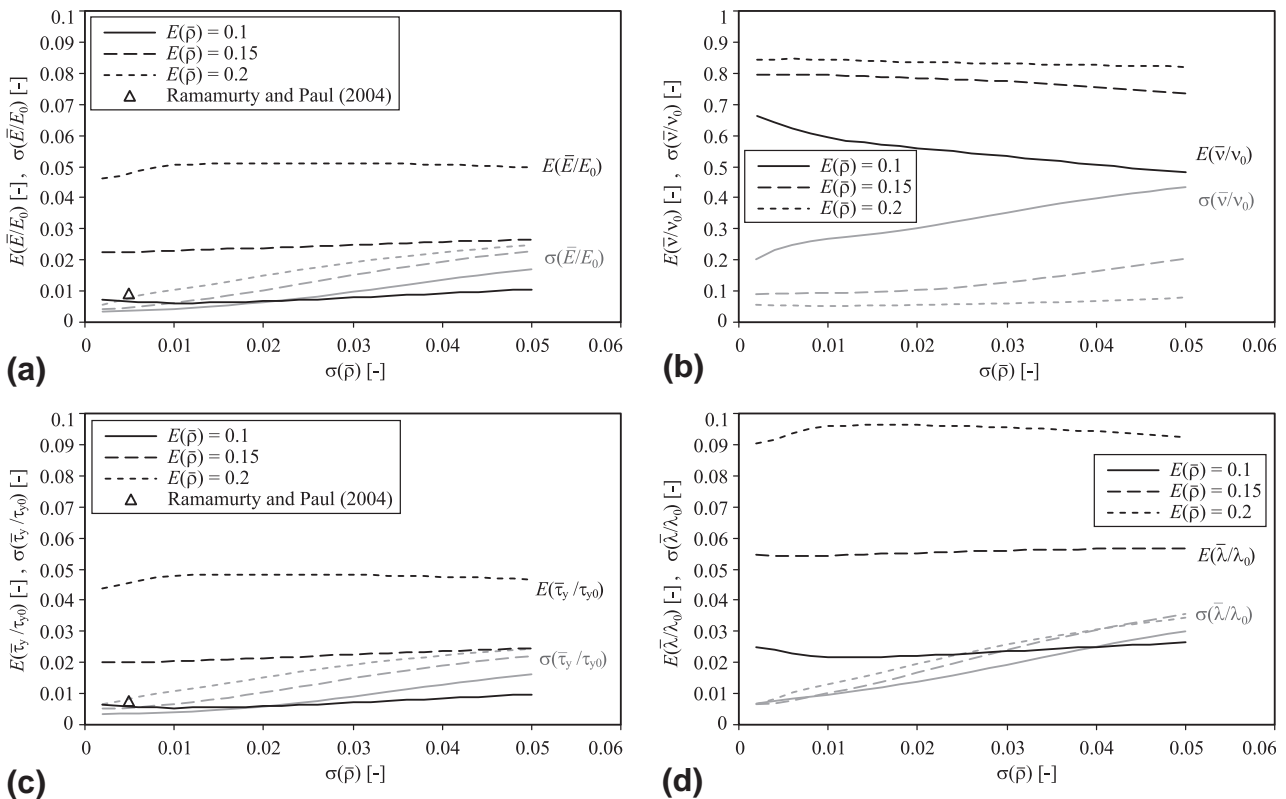 E(Ē/E₀) [-] , σ(Ē/E₀) [-]
0.1
0.09
0.08
0.07
0.06
0.05
0.04
0.03
0.02
0.01
0
E(ρ̄) = 0.1
E(ρ̄) = 0.15
E(ρ̄) = 0.2
Ramamurty and Paul (2004)
E(Ē/E₀)
σ(Ē/E₀)
0 0.01 0.02 0.03 0.04 0.05 0.06
σ(ρ̄) [-]
(a)
E(ν̄/ν₀) [-] , σ(ν̄/ν₀) [-]
1
0.9
0.8
0.7
0.6
0.5
0.4
0.3
0.2
0.1
0
E(ρ̄) = 0.1
E(ρ̄) = 0.15
E(ρ̄) = 0.2
E(ν̄/ν₀)
σ(ν̄/ν₀)
0 0.01 0.02 0.03 0.04 0.05 0.06
σ(ρ̄) [-]
(b)
E(τ̄y/τy0) [-] , σ(τ̄y/τy0) [-]
0.1
0.09
0.08
0.07
0.06
0.05
0.04
0.03
0.02
0.01
0
E(ρ̄) = 0.1
E(ρ̄) = 0.15
E(ρ̄) = 0.2
Ramamurty and Paul (2004)
E(τ̄y/τy0)
σ(τ̄y/τy0)
0 0.01 0.02 0.03 0.04 0.05 0.06
σ(ρ̄) [-]
(c)
E(λ̄/λ₀) [-] , σ(λ̄/λ₀) [-]
0.1
0.09
0.08
0.07
0.06
0.05
0.04
0.03
0.02
0.01
0
E(ρ̄) = 0.1
E(ρ̄) = 0.15
E(ρ̄) = 0.2
E(λ̄/λ₀)
σ(λ̄/λ₀)
0 0.01 0.02 0.03 0.04 0.05 0.06
σ(ρ̄) [-]
(d)